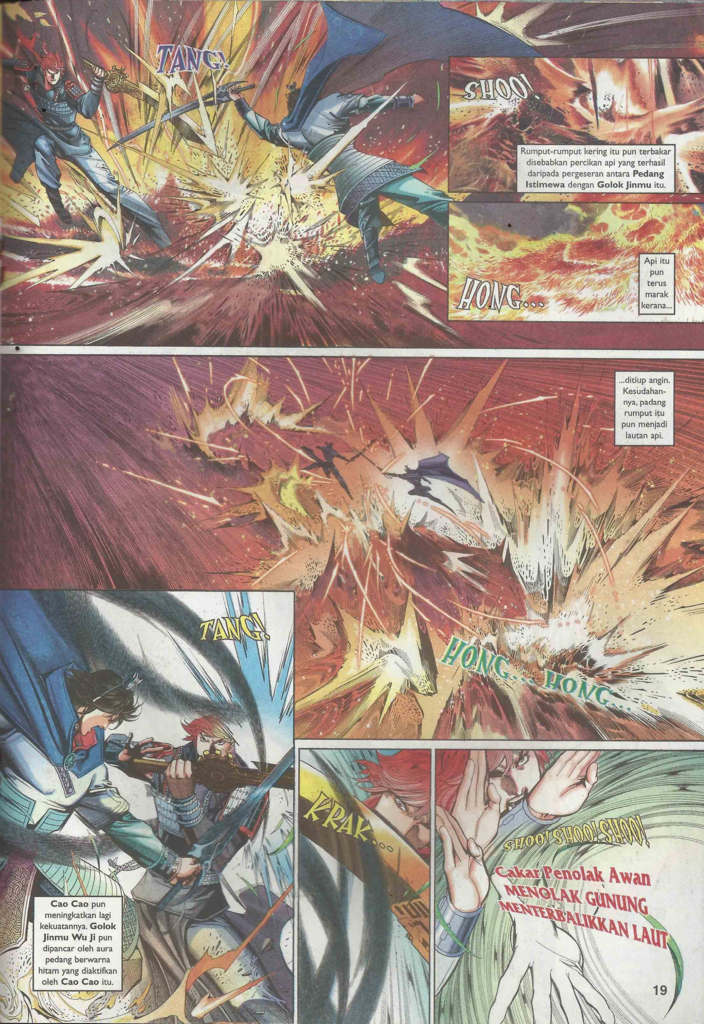 TANG!
SHOO!
Rumput-rumput kering itu pun terbakar
disebabkan percikan api yang terhasil
daripada pergeseran antara Pedang
Istimewa dengan Golok Jinmu itu.
HONG...
Api itu
pun
terus
marak
kerana...
...ditiup angin.
Kesudahan-
nya, padang
rumput itu
pun menjadi
lautan api.
HONG... HONG...
TANG!
Cao Cao pun
meningkatkan lagi
kekuatannya. Golok
Jinmu Wu Ji pun
dipancar oleh aura
pedang berwarna
hitam yang diaktifkan
oleh Cao Cao itu.
KRAK...
SHOO! SHOO! SHOO!
Cakar Penolak Awan
MENOLAK GUNUNG
MENTERBALIKKAN LAUT
19